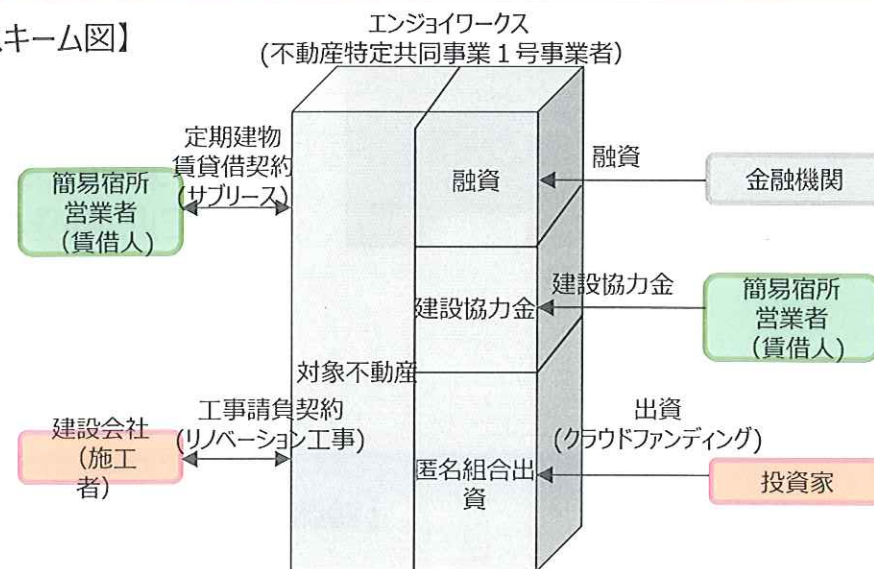 スキーム図】
エンジョイワークス
(不動産特定共同事業１号事業者)
定期建物
賃貸借契約
(サブリース)
簡易宿所
営業者
(賃借人)
融資
融資
金融機関
建設協力金
建設協力金
簡易宿所
営業者
(賃借人)
対象不動産
工事請負契約
(リノベーション工事)
建設会社
(施工
者)
出資
(クラウドファンディング)
匿名組合出
資
投資家